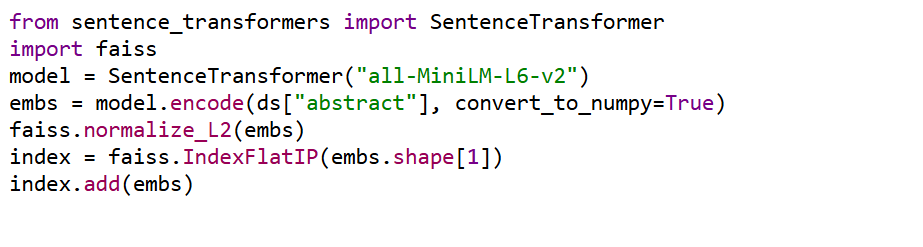 from sentence_transformers import SentenceTransformer
import faiss
model = SentenceTransformer("all-MiniLM-L6-v2")
embs = model.encode(ds["abstract"], convert_to_numpy=True)
faiss.normalize_L2(embs)
index = faiss.IndexFlatIP(embs.shape[1])
index.add(embs)